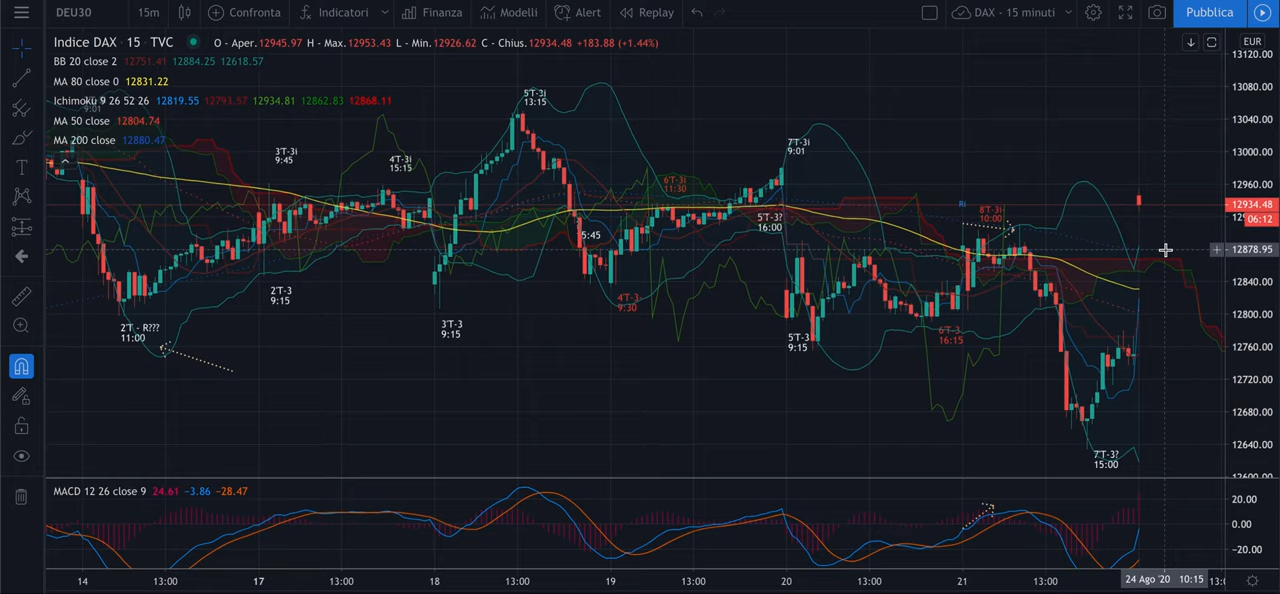 DEU30 15m Confronta Indicatori Finanza Modelli Alert Replay DAX - 15 minuti Pubblica
Indice DAX · 15 · TVC O - Aper. 12945.97 H - Max. 12953.43 L - Min. 12926.62 C - Chius. 12934.48 +183.88 (+1.44%)
BB 20 close 2 12751.41 12884.25 12618.57
MA 80 close 0 12831.22
Ichimoku 9 26 52 26 12819.55 12793.57 12934.81 12862.83 12868.11
9:01
MA 50 close 12804.74
MA 200 close 12880.47
EUR
13120.00
13080.00
13040.00
13000.00
12960.00
12934.48
06:12
12878.95
12840.00
12800.00
12760.00
12720.00
12680.00
12640.00
12600.00
2'T - R???
11:00
3'T-3i
9:45
2'T-3
9:15
4'T-3i
15:15
5'T-3i
13:15
3'T-3
9:15
5:45
4'T-3
9:30
6'T-3i
11:30
5'T-3?
16:00
7'T-3i
9:01
5'T-3
9:15
6'T-3
16:15
Ri
8'T-3i
10:00
7'T-3?
15:00
MACD 12 26 close 9 24.61 −3.86 −28.47
20.00
0.00
−20.00
14 13:00 17 13:00 18 13:00 19 13:00 20 13:00 21 13:00 24 Ago '20 10:15